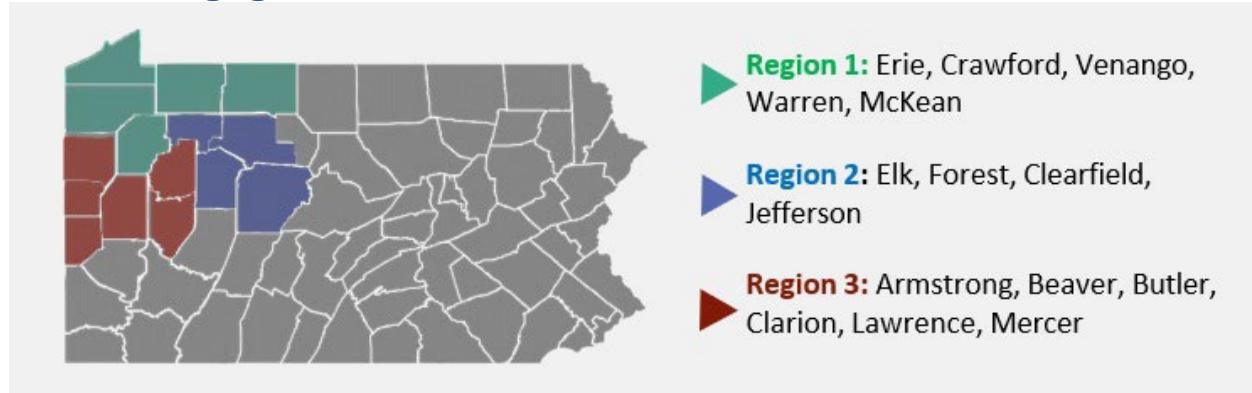 Region 1: Erie, Crawford, Venango,
Warren, McKean
Region 2: Elk, Forest, Clearfield,
Jefferson
Region 3: Armstrong, Beaver, Butler,
Clarion, Lawrence, Mercer